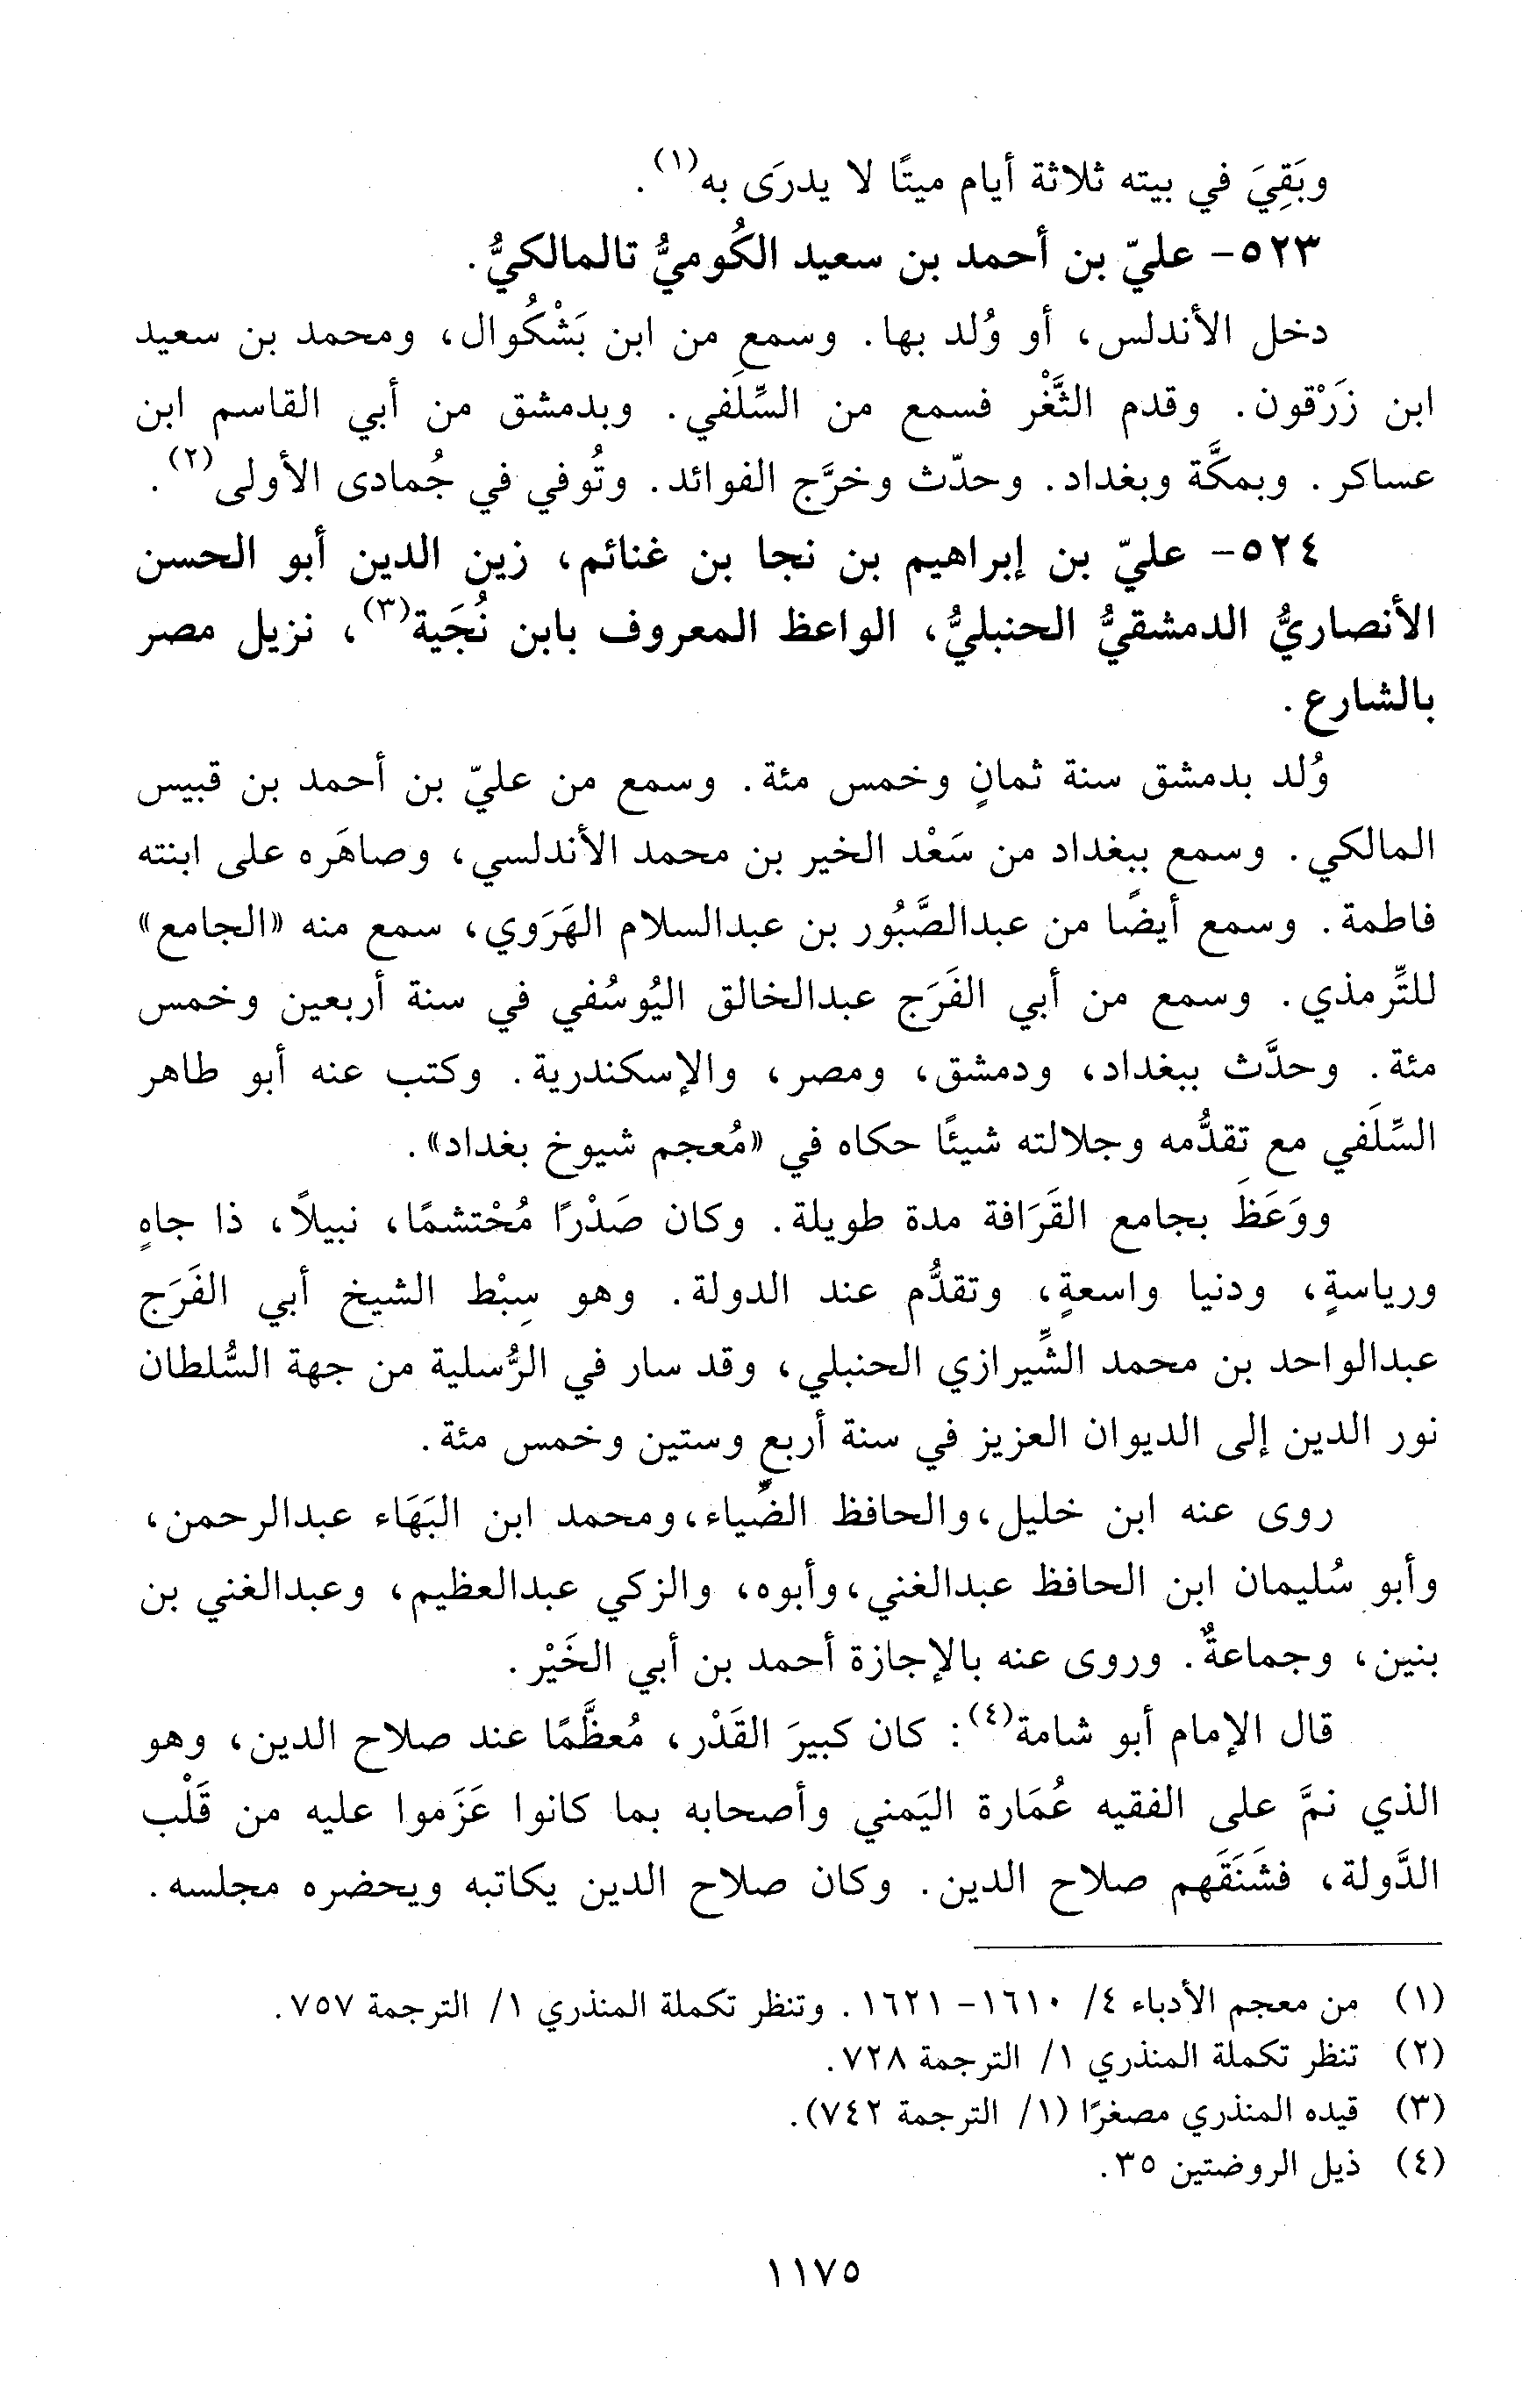 وبَقِيَ في بيته ثلاثة أيام ميتًا لا يدرَى به(١).
٥٢٣- عليّ بن أحمد بن سعيد الكُوميُّ تالمالكيُّ.
دخل الأندلس، أو وُلد بها. وسمع من ابن بَشْكُوال، ومحمد بن سعيد
ابن زَرْقون. وقدم الثَّغْر فسمع من السِّلَفي. وبدمشق من أبي القاسم ابن
عساكر. وبمكَّة وبغداد. وحدّث وخرَّج الفوائد. وتُوفي في جُمادى الأولى(٢).
٥٢٤- عليّ بن إبراهيم بن نجا بن غنائم، زين الدين أبو الحسن
الأنصاريُّ الدمشقيُّ الحنبليُّ، الواعظ المعروف بابن نُجَية(٣)، نزيل مصر
بالشارع.
وُلد بدمشق سنة ثمانٍ وخمس مئة. وسمع من عليّ بن أحمد بن قبيس
المالكي. وسمع ببغداد من سَعْد الخير بن محمد الأندلسي، وصاهَره على ابنته
فاطمة. وسمع أيضًا من عبدالصَّبُور بن عبدالسلام الهَرَوي، سمع منه «الجامع»
للتِّرمذي. وسمع من أبي الفَرَج عبدالخالق اليُوسُفي في سنة أربعين وخمس
مئة. وحدَّث ببغداد، ودمشق، ومصر، والإسكندرية. وكتب عنه أبو طاهر
السِّلَفي مع تقدُّمه وجلالته شيئًا حكاه في «مُعجم شيوخ بغداد».
ووَعَظَ بجامع القَرَافة مدة طويلة. وكان صَدْرًا مُحْتشمًا، نبيلاً، ذا جاهٍ
ورياسةٍ، ودنيا واسعةٍ، وتقدُّم عند الدولة. وهو سِبْط الشيخ أبي الفَرَج
عبدالواحد بن محمد الشِّيرازي الحنبلي، وقد سار في الرُّسلية من جهة السُّلطان
نور الدين إلى الديوان العزيز في سنة أربع وستين وخمس مئة.
روى عنه ابن خليل، والحافظ الضِّياء، ومحمد ابن البَهَاء عبدالرحمن،
وأبو سُليمان ابن الحافظ عبدالغني، وأبوه، والزكي عبدالعظيم، وعبدالغني بن
بنين، وجماعةٌ. وروى عنه بالإجازة أحمد بن أبي الخَيْر.
قال الإمام أبو شامة(٤): كان كبيرَ القَدْر، مُعظَّمًا عند صلاح الدين، وهو
الذي نمَّ على الفقيه عُمَارة اليَمني وأصحابه بما كانوا عَزَموا عليه من قَلْب
الدَّولة، فشَنَقَهم صلاح الدين. وكان صلاح الدين يكاتبه ويحضره مجلسه.
(١) من معجم الأدباء ٤/ ١٦١٠- ١٦٢١. وتنظر تكملة المنذري ١/ الترجمة ٧٥٧.
(٢) تنظر تكملة المنذري ١/ الترجمة ٧٢٨.
(٣) قيده المنذري مصغرًا (١/ الترجمة ٧٤٢).
(٤) ذيل الروضتين ٣٥.
١١٧٥